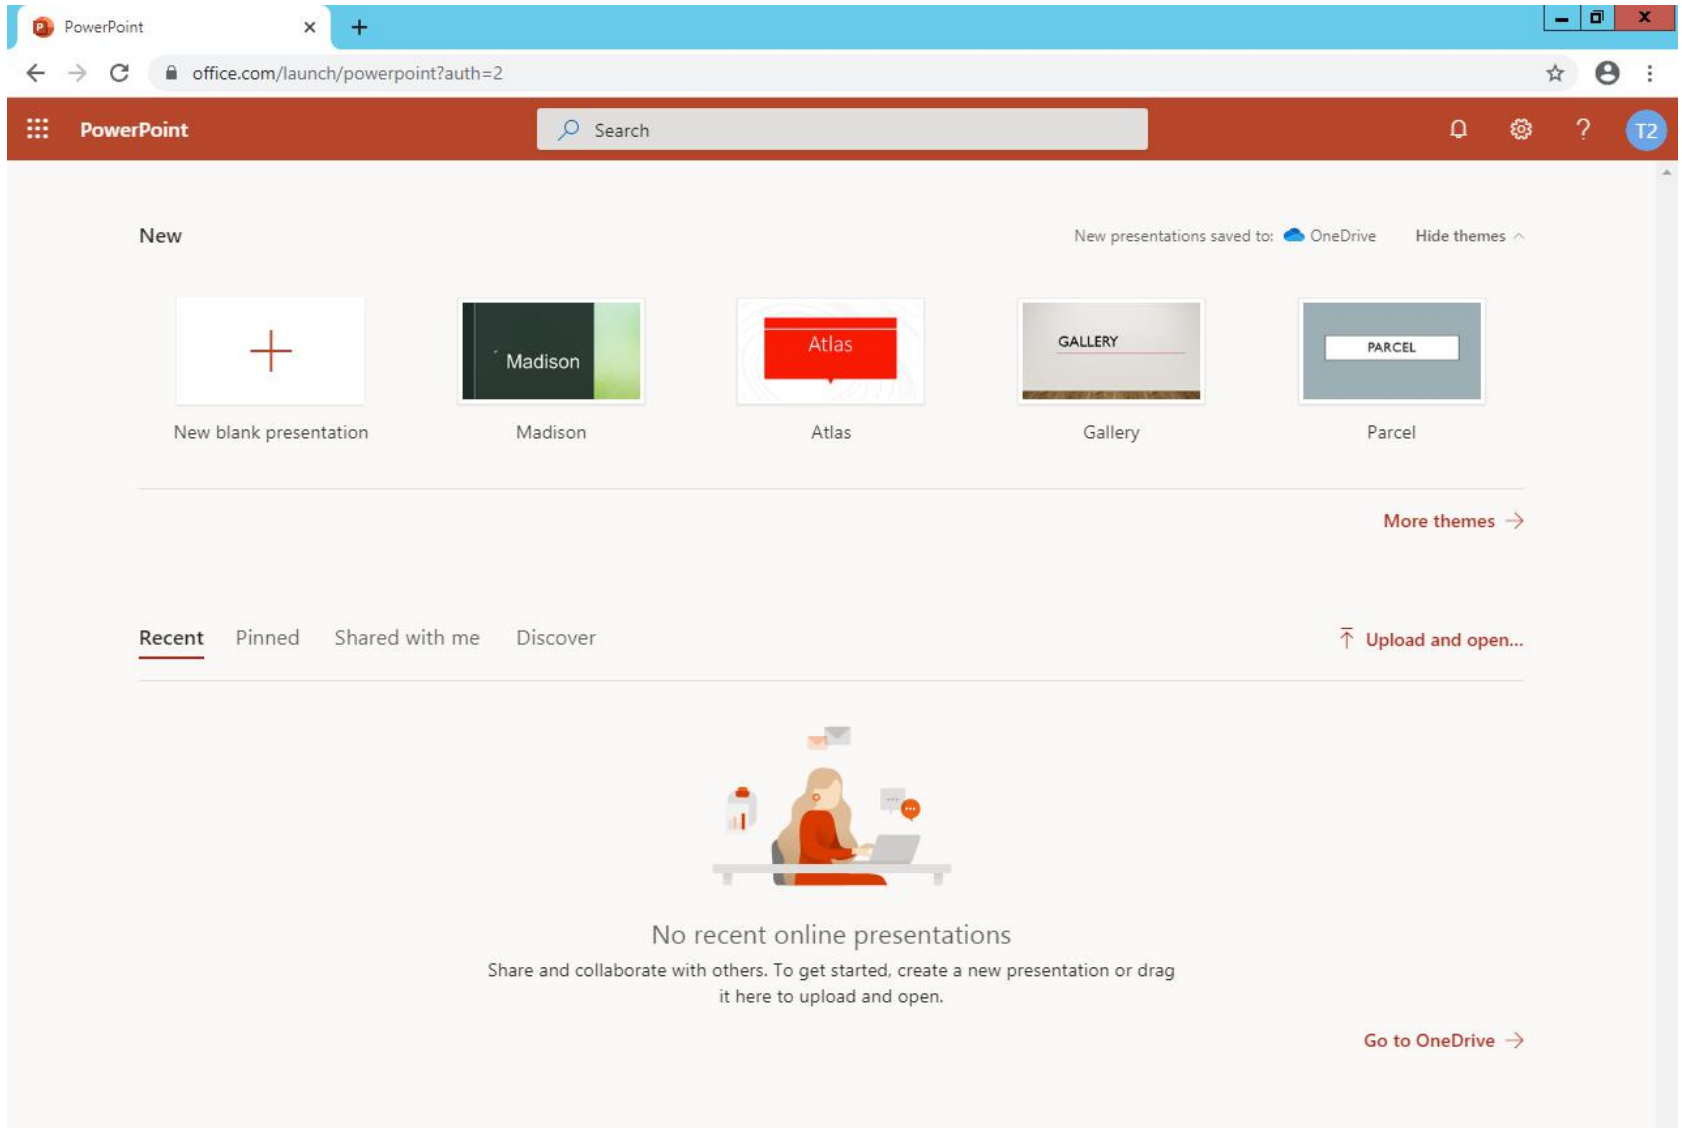 PowerPoint
office.com/launch/powerpoint?auth=2
PowerPoint
Search
?
T2
New
New presentations saved to: OneDrive
Hide themes
Madison
Atlas
GALLERY
PARCEL
New blank presentation
Madison
Atlas
Gallery
Parcel
More themes
Recent
Pinned
Shared with me
Discover
Upload and open...
No recent online presentations
Share and collaborate with others. To get started, create a new presentation or drag
it here to upload and open.
Go to OneDrive